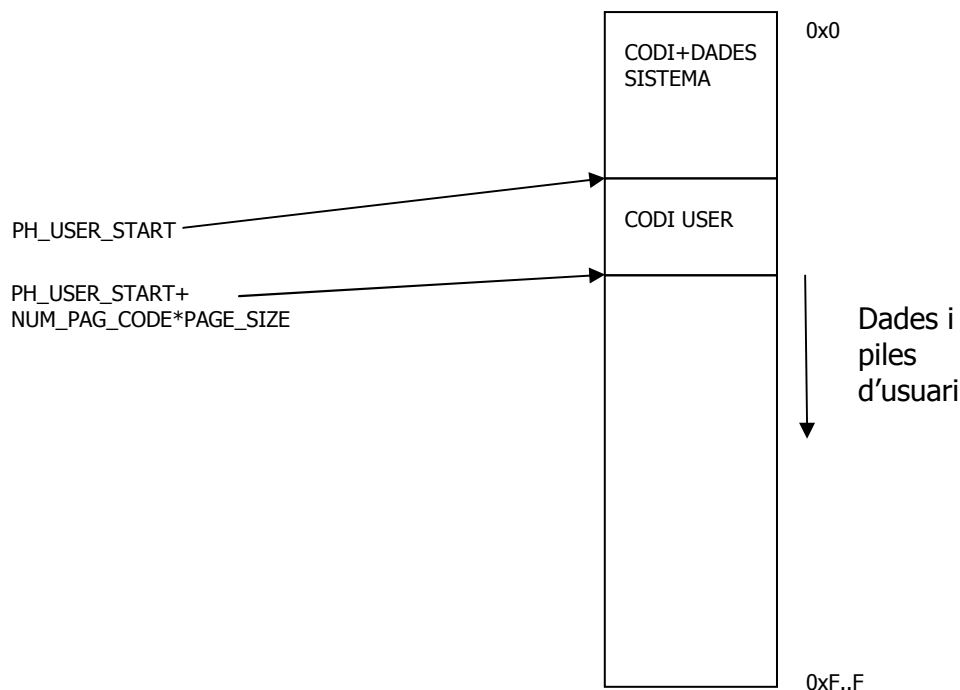 0x0
CODI+DADES
SISTEMA
PH_USER_START
CODI USER
PH_USER_START+
NUM_PAG_CODE*PAGE_SIZE
Dades i
piles
d’usuari
0xF..F